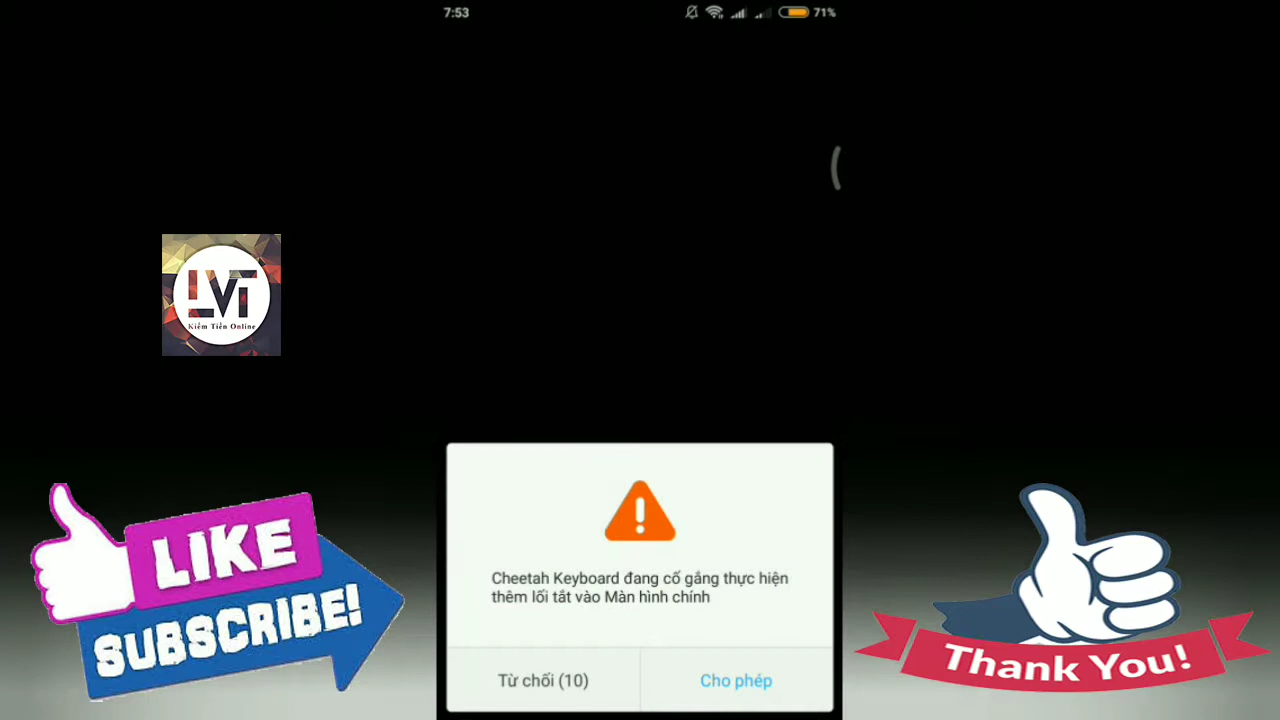 7:53
71%
LVT
Kiếm Tiền Online
LIKE
SUBSCRIBE!
Cheetah Keyboard đang cố gắng thực hiện
thêm lối tắt vào Màn hình chính
Từ chối (10)
Cho phép
Thank You!